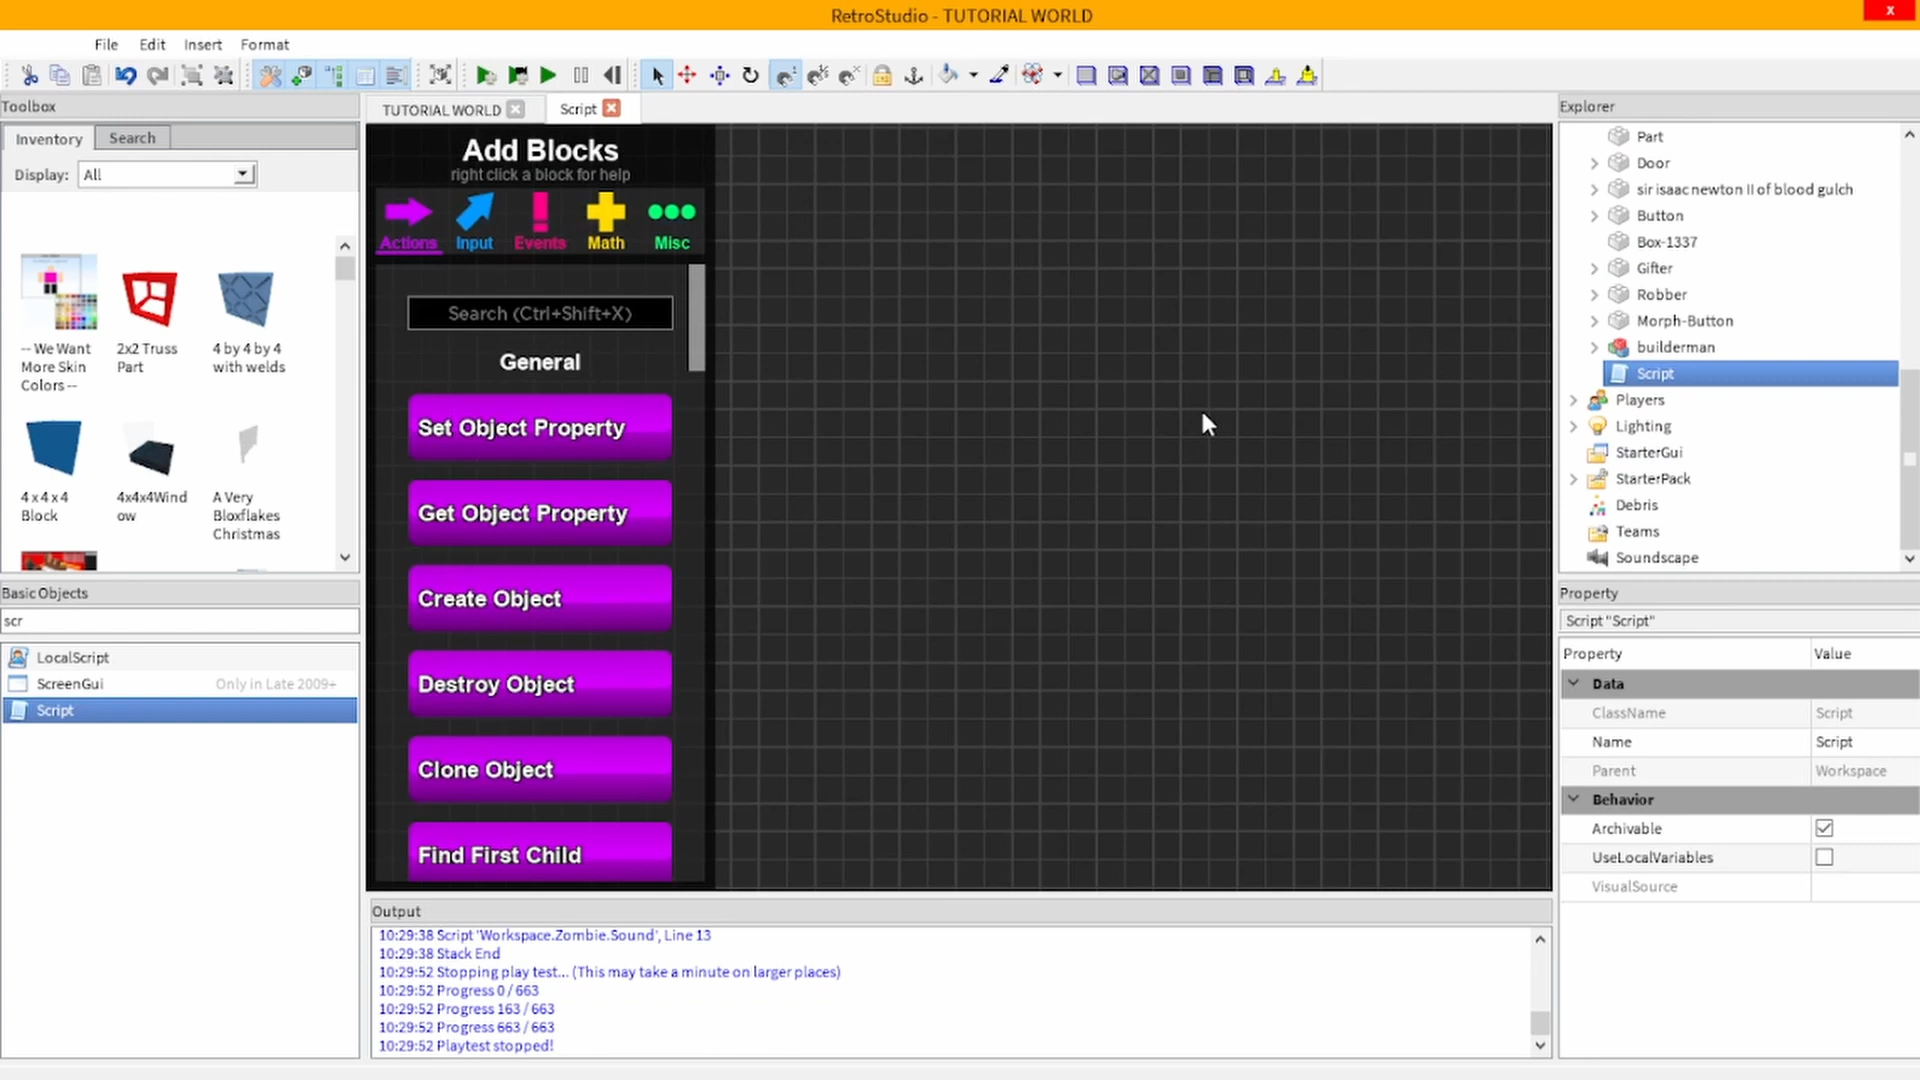 RetroStudio - TUTORIAL WORLD
x
File Edit Insert Format
Toolbox
Inventory Search
Display: All
-- We Want More Skin Colors --
2x2 Truss Part
4 by 4 by 4 with welds
4 x 4 x 4 Block
4x4x4Window
A Very Bloxflakes Christmas
Basic Objects
scr
LocalScript
ScreenGui Only in Late 2009+
Script
TUTORIAL WORLD Script
Add Blocks
right click a block for help
Actions Input Events Math Misc
Search (Ctrl+Shift+X)
General
Set Object Property
Get Object Property
Create Object
Destroy Object
Clone Object
Find First Child
Output
10:29:38 Script 'Workspace.Zombie.Sound', Line 13
10:29:38 Stack End
10:29:52 Stopping play test... (This may take a minute on larger places)
10:29:52 Progress 0 / 663
10:29:52 Progress 163 / 663
10:29:52 Progress 663 / 663
10:29:52 Playtest stopped!
Explorer
Part
Door
sir isaac newton II of blood gulch
Button
Box-1337
Gifter
Robber
Morph-Button
builderman
Script
Players
Lighting
StarterGui
StarterPack
Debris
Teams
Soundscape
Property
Script "Script"
Property Value
Data
ClassName Script
Name Script
Parent Workspace
Behavior
Archivable
UseLocalVariables
VisualSource